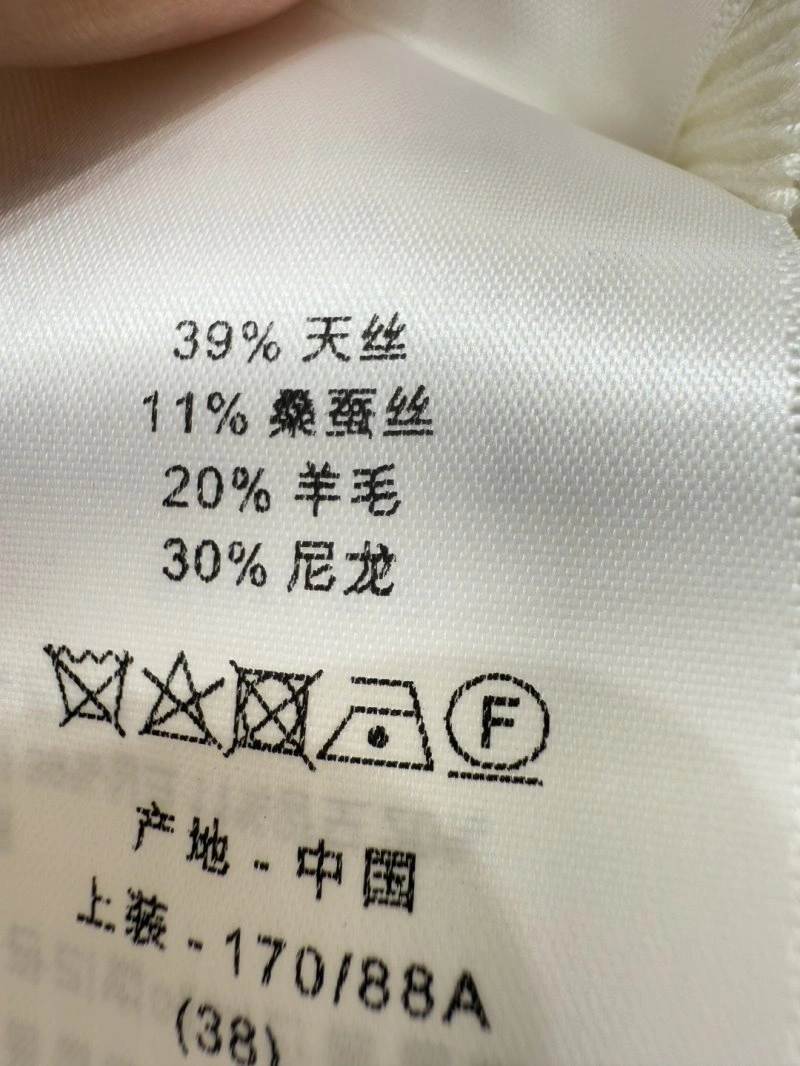 39% 天丝
11% 桑蚕丝
20% 羊毛
30% 尼龙
F
产地 - 中国
上装 - 170/88A
(38)